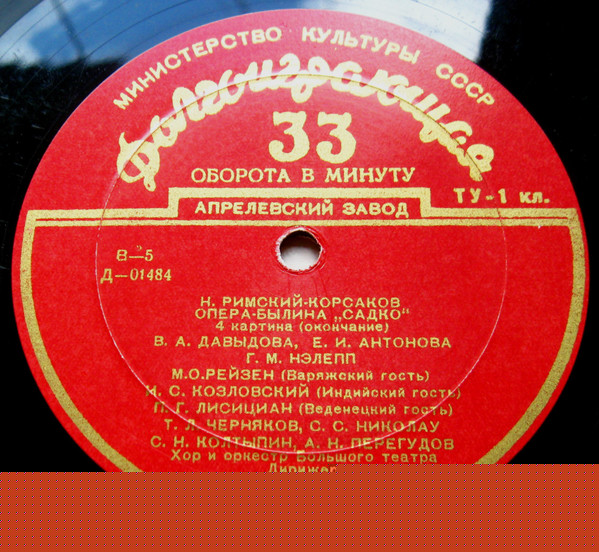 МИНИСТЕРСТВО КУЛЬТУРЫ СССР
Долгоиграющая
33
ОБОРОТА В МИНУТУ
ТУ-1 кл.
АПРЕЛЕВСКИЙ ЗАВОД
В—5
Д—01484
Н. РИМСКИЙ-КОРСАКОВ
ОПЕРА-БЫЛИНА „САДКО"
4 картина (окончание)
В. А. ДАВЫДОВА, Е. И. АНТОНОВА
Г. М. НЭЛЕПП
М.О.РЕЙЗЕН (Варяжский гость)
И. С. КОЗЛОВСКИЙ (Индийский гость)
П. Г. ЛИСИЦИАН (Веденецкий гость)
Т. Л. ЧЕРНЯКОВ, С. С. НИКОЛАУ
С. Н. КОЛТЫПИН, А. И. ПЕРЕГУДОВ
Хор и оркестр Большого театра
Дирижер